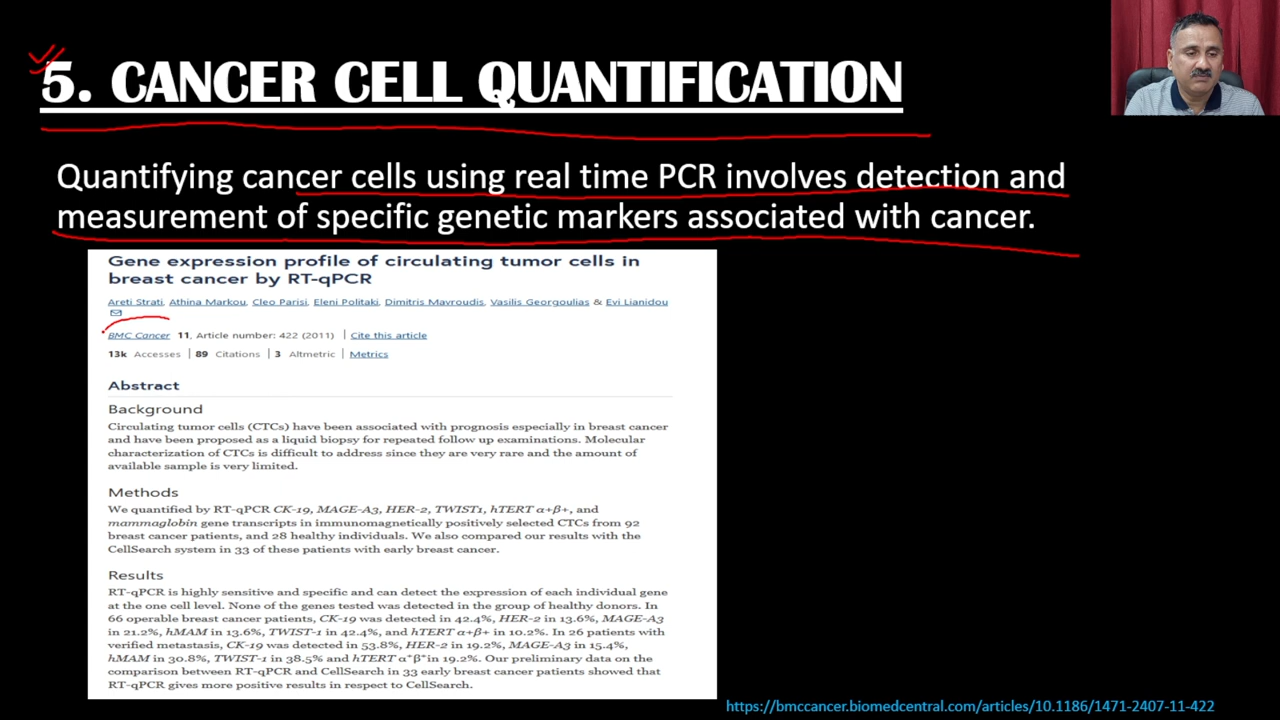 5. CANCER CELL QUANTIFICATION
Quantifying cancer cells using real time PCR involves detection and
measurement of specific genetic markers associated with cancer.
Gene expression profile of circulating tumor cells in
breast cancer by RT-qPCR
Areti Strati, Athina Markou, Cleo Parisi, Eleni Politaki, Dimitris Mavroudis, Vasilis Georgoulias & Evi Lianidou
BMC Cancer 11, Article number: 422 (2011) | Cite this article
13k Accesses | 89 Citations | 3 Altmetric | Metrics
Abstract
Background
Circulating tumor cells (CTCs) have been associated with prognosis especially in breast cancer
and have been proposed as a liquid biopsy for repeated follow up examinations. Molecular
characterization of CTCs is difficult to address since they are very rare and the amount of
available sample is very limited.
Methods
We quantified by RT-qPCR CK-19, MAGE-A3, HER-2, TWIST1, hTERT α+β+, and
mammaglobin gene transcripts in immunomagnetically positively selected CTCs from 92
breast cancer patients, and 28 healthy individuals. We also compared our results with the
CellSearch system in 33 of these patients with early breast cancer.
Results
RT-qPCR is highly sensitive and specific and can detect the expression of each individual gene
at the one cell level. None of the genes tested was detected in the group of healthy donors. In
66 operable breast cancer patients, CK-19 was detected in 42.4%, HER-2 in 13.6%, MAGE-A3
in 21.2%, hMAM in 13.6%, TWIST-1 in 42.4%, and hTERT α+β+ in 10.2%. In 26 patients with
verified metastasis, CK-19 was detected in 53.8%, HER-2 in 19.2%, MAGE-A3 in 15.4%,
hMAM in 30.8%, TWIST-1 in 38.5% and hTERT α⁺β⁺in 19.2%. Our preliminary data on the
comparison between RT-qPCR and CellSearch in 33 early breast cancer patients showed that
RT-qPCR gives more positive results in respect to CellSearch.
https://bmccancer.biomedcentral.com/articles/10.1186/1471-2407-11-422